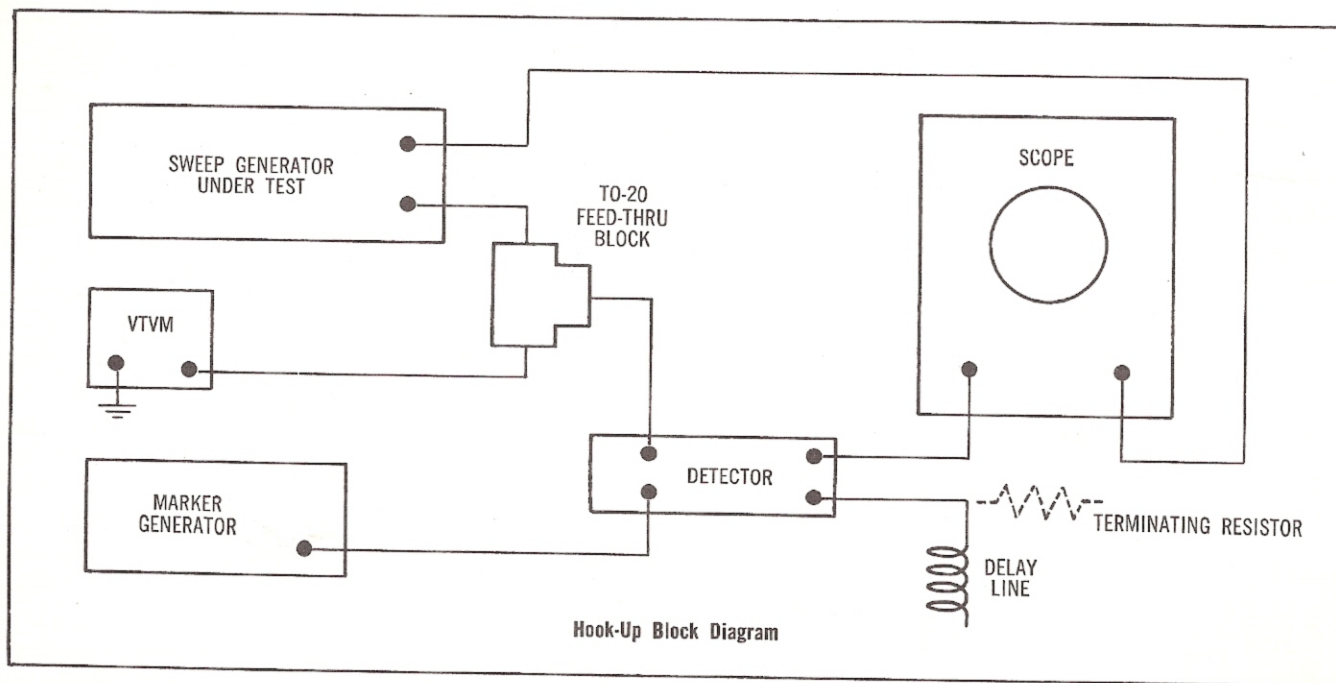 SWEEP GENERATOR
UNDER TEST
TO-20
FEED-THRU
BLOCK
SCOPE
VTVM
MARKER
GENERATOR
DETECTOR
TERMINATING RESISTOR
DELAY
LINE
Hook-Up Block Diagram